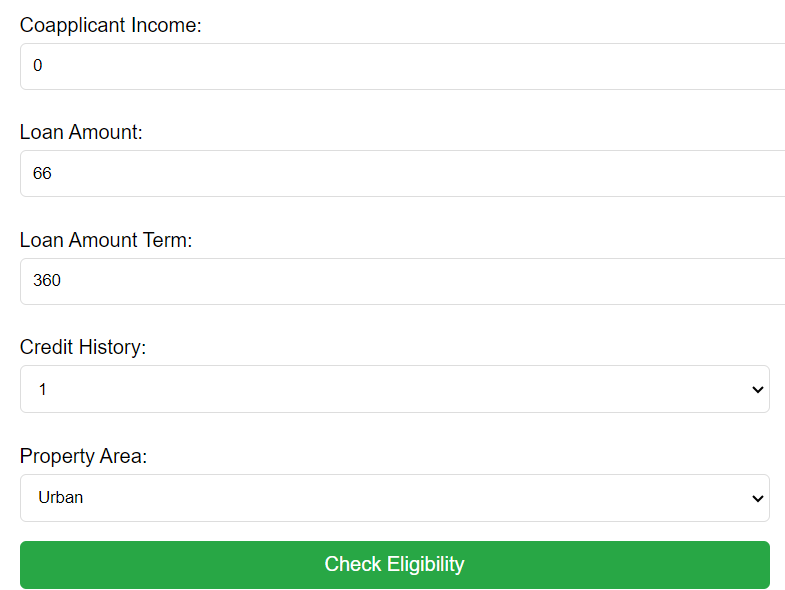 Coapplicant Income:
0
Loan Amount:
66
Loan Amount Term:
360
Credit History:
1
Property Area:
Urban
Check Eligibility